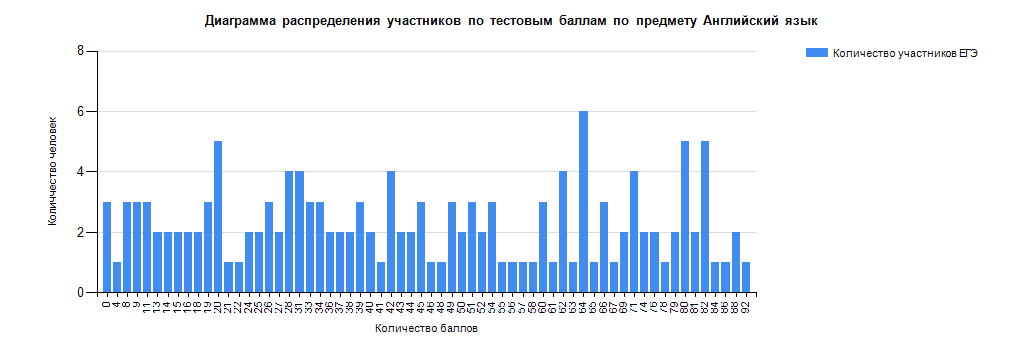 Диаграмма распределения участников по тестовым баллам по предмету Английский язык
Количество участников ЕГЭ
Количчество человек
8
6
4
2
0
0 4 8 9 11 13 14 15 16 18 19 20 21 22 24 25 26 27 28 31 33 34 36 37 38 39 40 41 42 43 44 45 46 48 49 50 51 52 54 55 56 57 58 60 61 62 63 64 65 66 67 69 71 74 76 78 79 80 81 82 84 86 88 92
Количество баллов